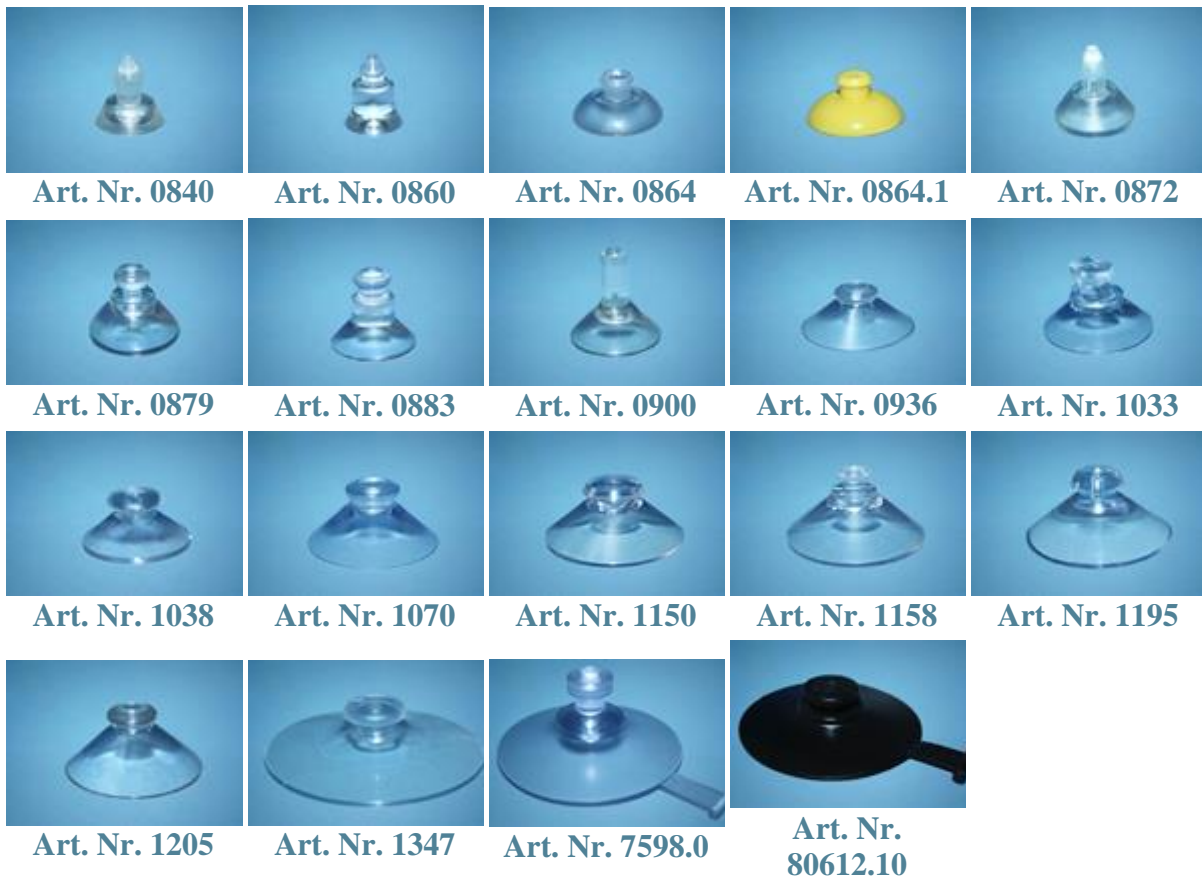 Art. Nr. 0840
Art. Nr. 0860
Art. Nr. 0864
Art. Nr. 0864.1
Art. Nr. 0872
Art. Nr. 0879
Art. Nr. 0883
Art. Nr. 0900
Art. Nr. 0936
Art. Nr. 1033
Art. Nr. 1038
Art. Nr. 1070
Art. Nr. 1150
Art. Nr. 1158
Art. Nr. 1195
Art. Nr. 1205
Art. Nr. 1347
Art. Nr. 7598.0
Art. Nr.
80612.10